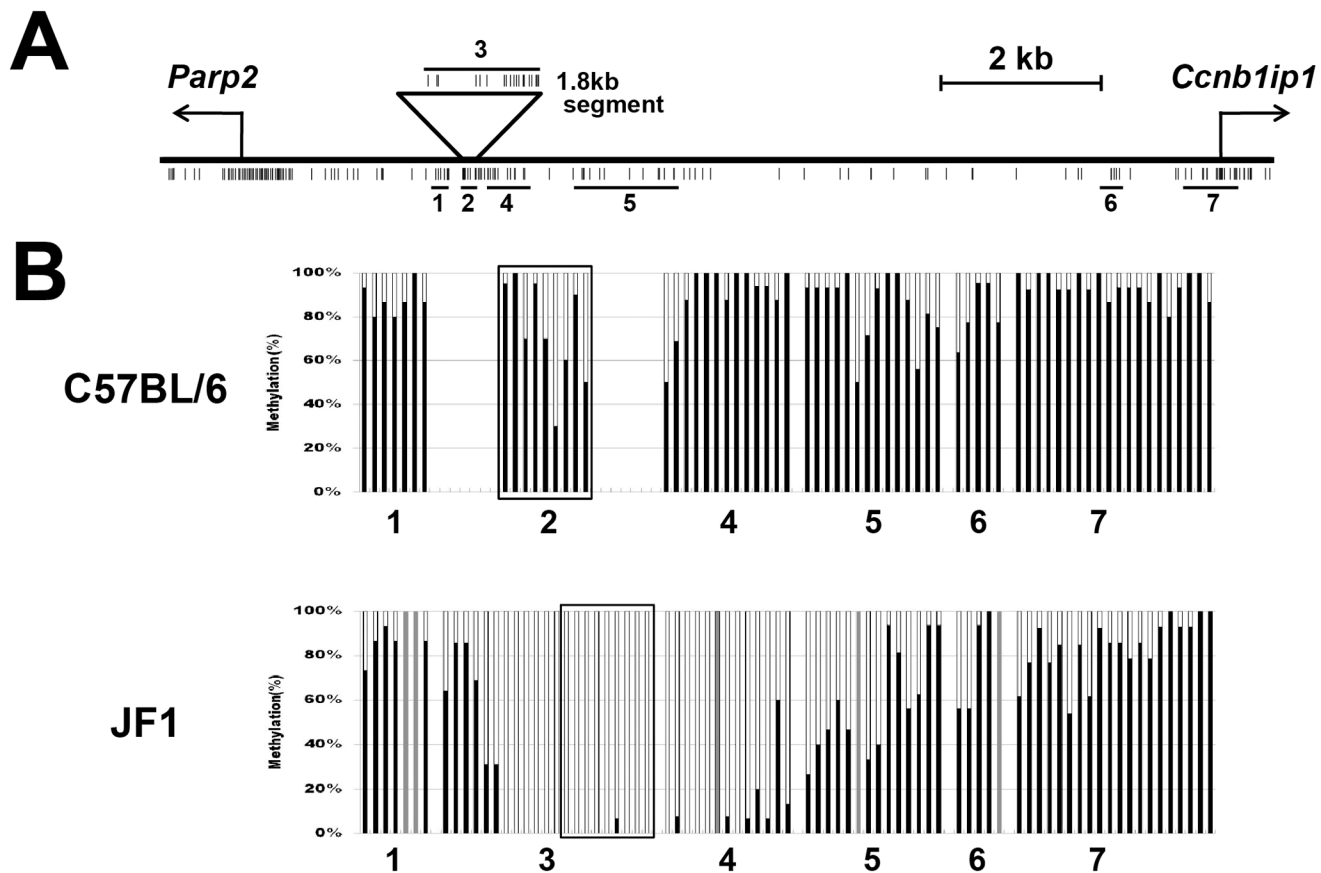 A
3
2 kb
Parp2
1.8kb
segment
Ccnb1ip1
1 2 4 5 6 7
B
C57BL/6
Methylation(%)
100%
80%
60%
40%
20%
0%
1 2 4 5 6 7
JF1
Methylation(%)
100%
80%
60%
40%
20%
0%
1 3 4 5 6 7